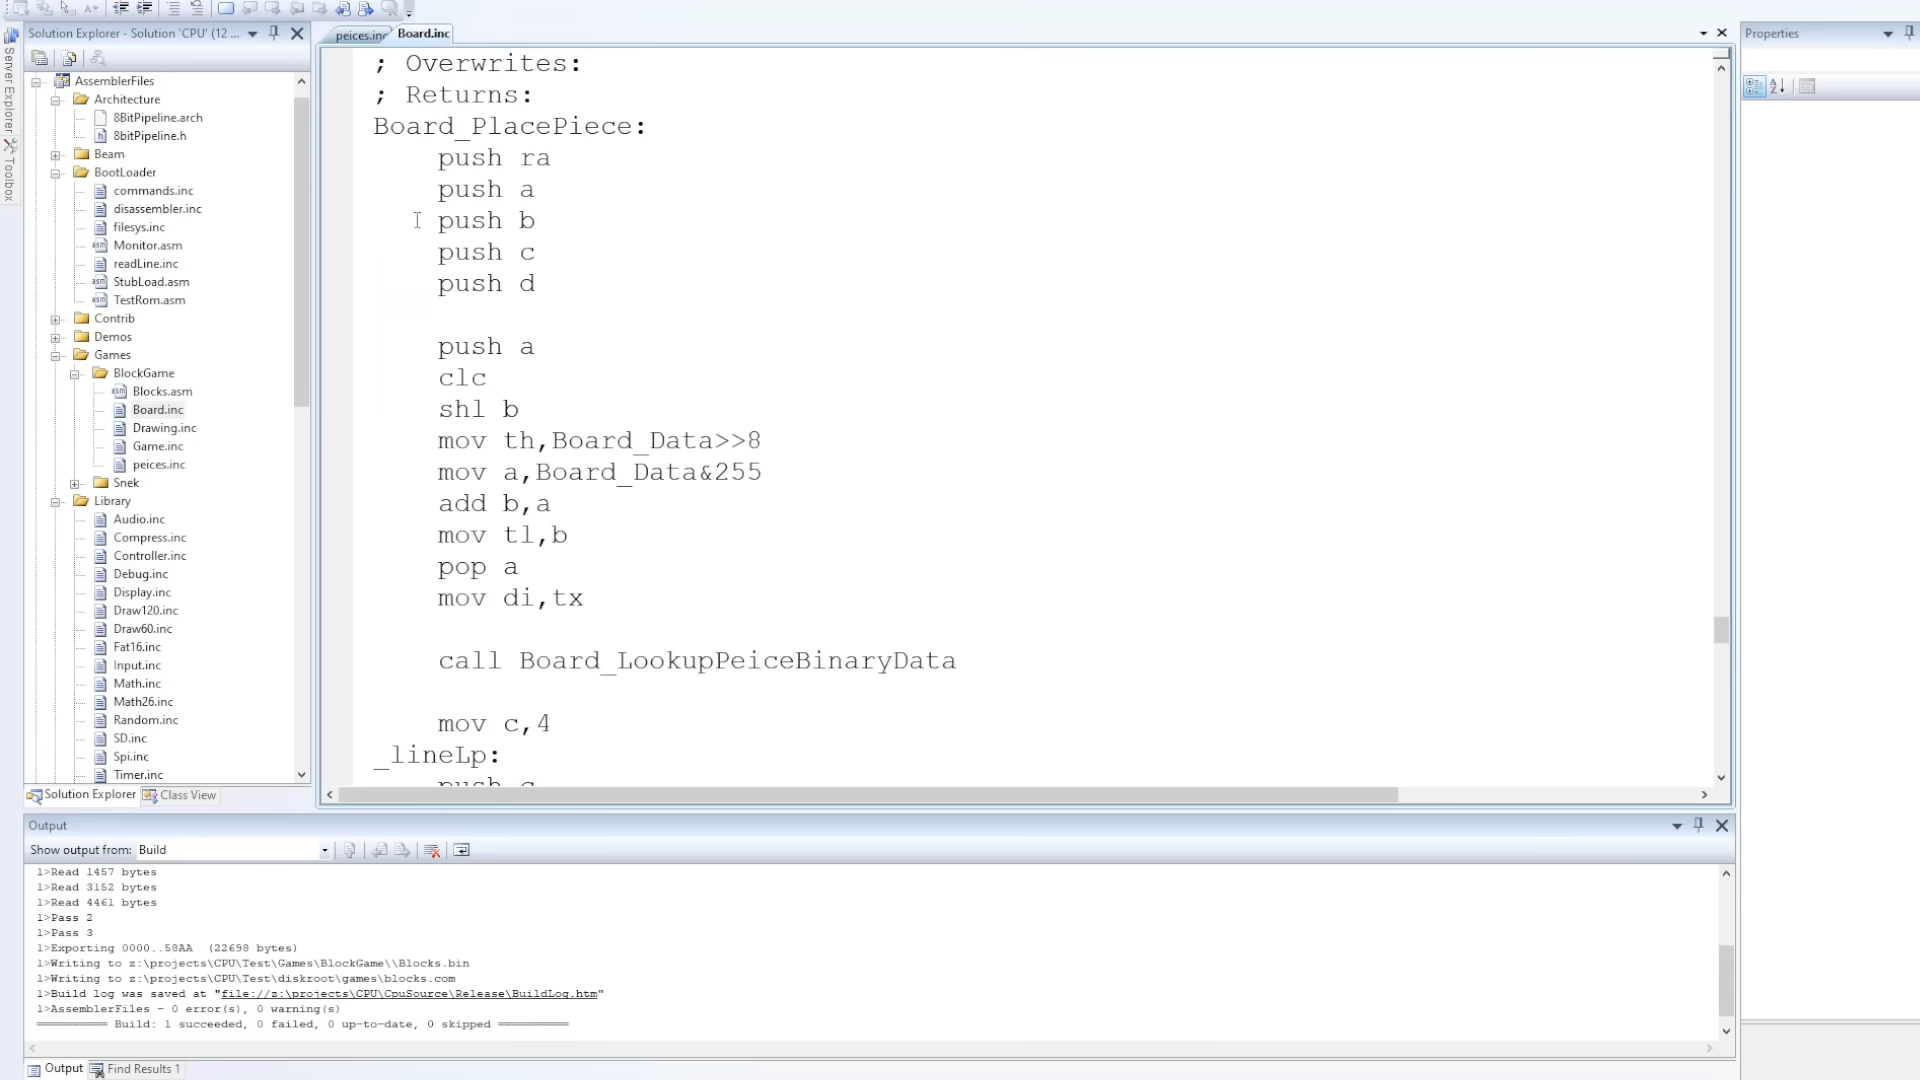 Solution Explorer - Solution 'CPU' (12 ...
AssemblerFiles
Architecture
8BitPipeline.arch
8bitPipeline.h
Beam
BootLoader
commands.inc
disassembler.inc
filesys.inc
Monitor.asm
readLine.inc
StubLoad.asm
TestRom.asm
Contrib
Demos
Games
BlockGame
Blocks.asm
Board.inc
Drawing.inc
Game.inc
peices.inc
Snek
Library
Audio.inc
Compress.inc
Controller.inc
Debug.inc
Display.inc
Draw120.inc
Draw60.inc
Fat16.inc
Input.inc
Math.inc
Math26.inc
Random.inc
SD.inc
Spi.inc
Timer.inc
Solution Explorer Class View
Server Explorer
Toolbox
peices.inc Board.inc
; Overwrites:
; Returns:
Board_PlacePiece:
push ra
push a
push b
push c
push d
push a
clc
shl b
mov th,Board_Data>>8
mov a,Board_Data&255
add b,a
mov tl,b
pop a
mov di,tx
call Board_LookupPeiceBinaryData
mov c,4
_lineLp:
push c
Properties
Output
Show output from: Build
1>Read 1457 bytes
1>Read 3152 bytes
1>Read 4461 bytes
1>Pass 2
1>Pass 3
1>Exporting 0000..58AA (22698 bytes)
1>Writing to z:\projects\CPU\Test\Games\BlockGame\\Blocks.bin
1>Writing to z:\projects\CPU\Test\diskroot\games\blocks.com
1>Build log was saved at "file://z:\projects\CPU\CpuSource\Release\BuildLog.htm"
1>AssemblerFiles - 0 error(s), 0 warning(s)
========== Build: 1 succeeded, 0 failed, 0 up-to-date, 0 skipped ==========
Output Find Results 1